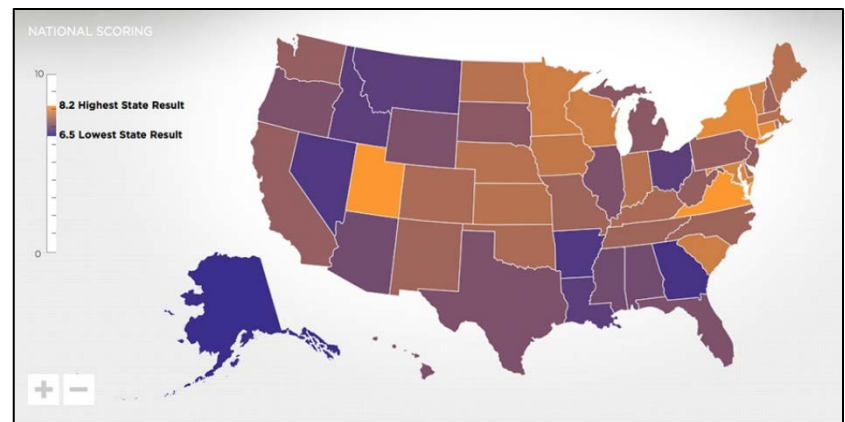 NATIONAL SCORING
10
8.2 Highest State Result
6.5 Lowest State Result
0
+ −